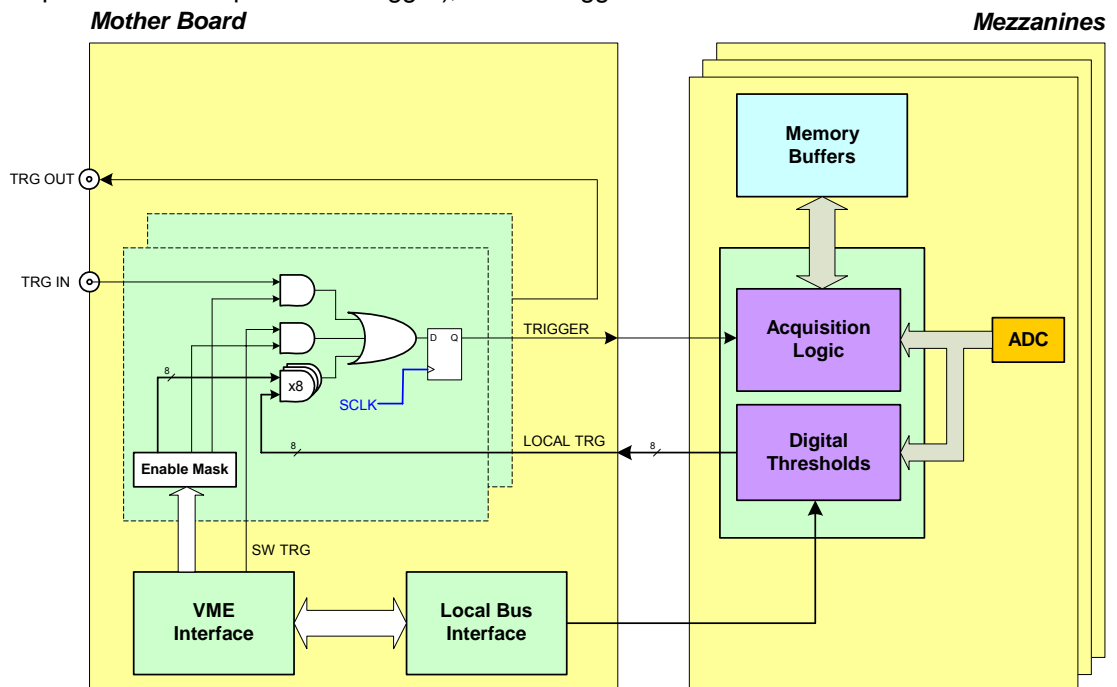 Mother Board
Mezzanines
Memory
Buffers
TRG OUT
TRG IN
TRIGGER
Acquisition
Logic
ADC
D
Q
x8
8
SCLK
LOCAL TRG
8
8
Digital
Thresholds
Enable Mask
SW TRG
VME
Interface
Local Bus
Interface